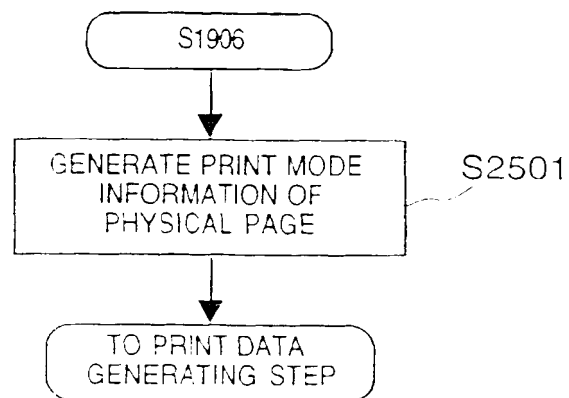 S1906
GENERATE PRINT MODE
INFORMATION OF
PHYSICAL PAGE
S2501
TO PRINT DATA
GENERATING STEP